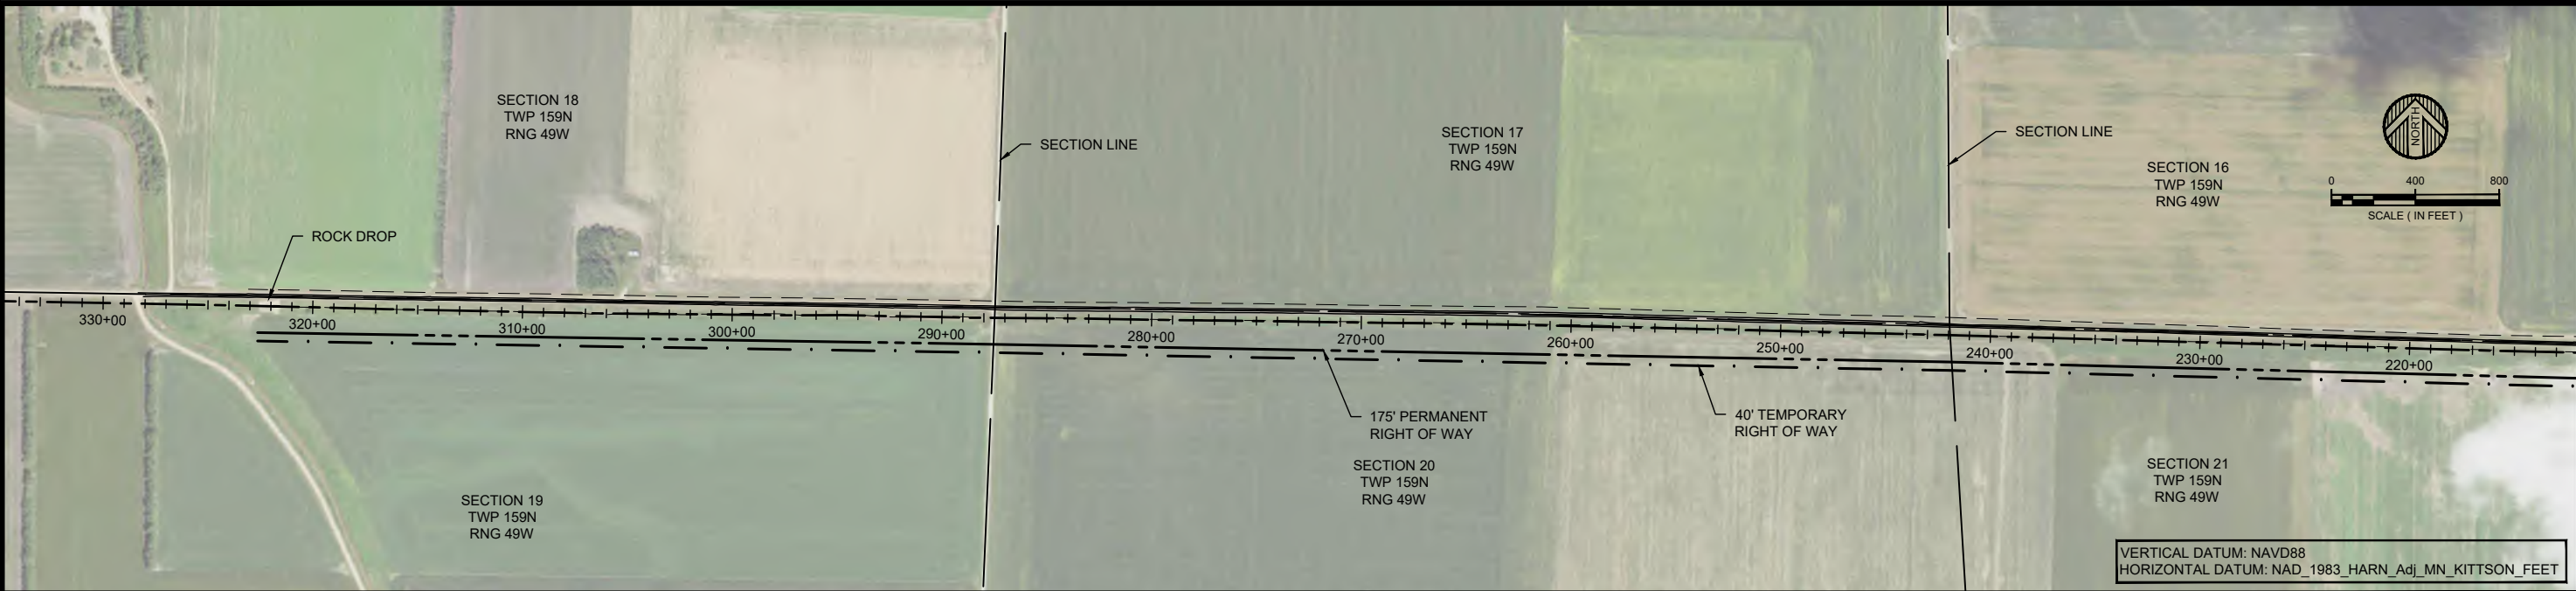 SECTION 18
TWP 159N
RNG 49W
SECTION LINE
SECTION 17
TWP 159N
RNG 49W
SECTION LINE
SECTION 16
TWP 159N
RNG 49W
NORTH
0 400 800
SCALE ( IN FEET )
ROCK DROP
330+00 320+00 310+00 300+00 290+00 280+00 270+00 260+00 250+00 240+00 230+00 220+00
175' PERMANENT
RIGHT OF WAY
40' TEMPORARY
RIGHT OF WAY
SECTION 19
TWP 159N
RNG 49W
SECTION 20
TWP 159N
RNG 49W
SECTION 21
TWP 159N
RNG 49W
VERTICAL DATUM: NAVD88
HORIZONTAL DATUM: NAD_1983_HARN_Adj_MN_KITTSON_FEET